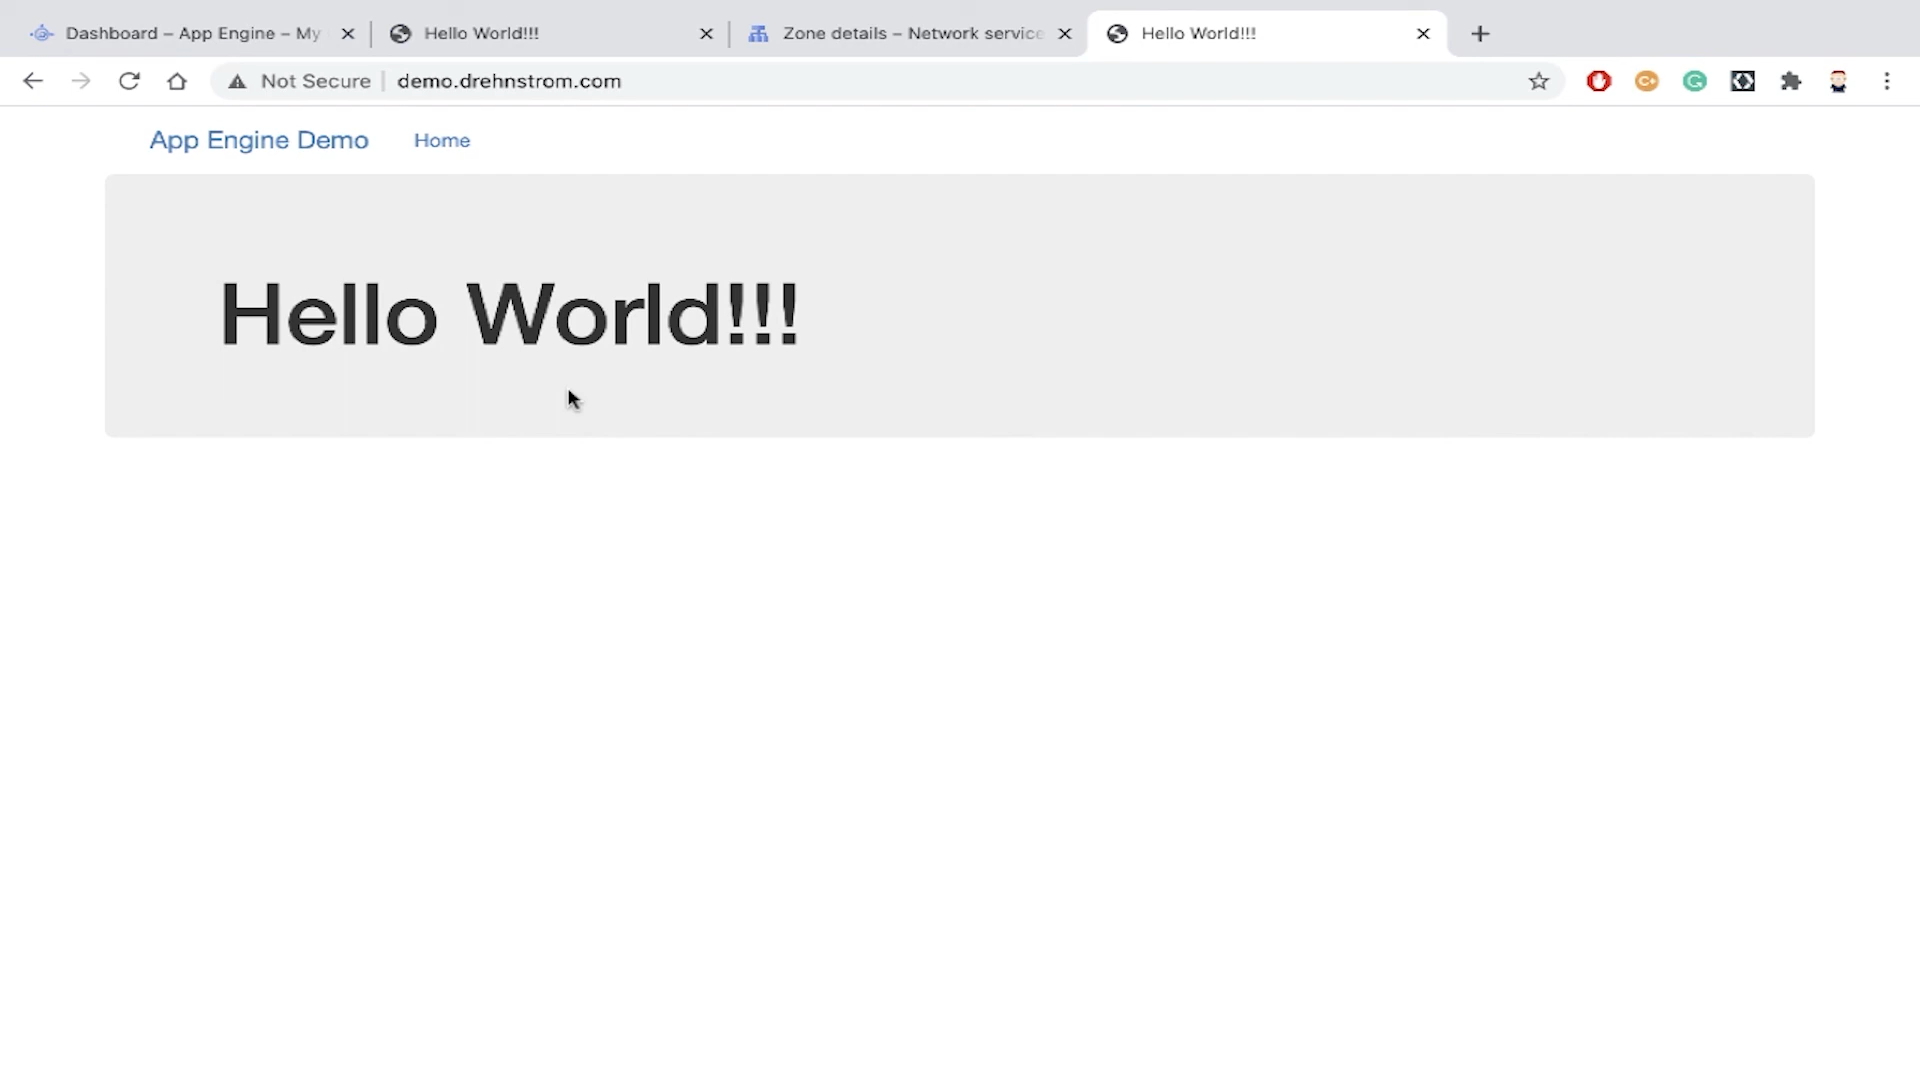 Dashboard – App Engine – My
Hello World!!!
Zone details – Network service
Hello World!!!
Not Secure
demo.drehnstrom.com
App Engine Demo
Home
Hello World!!!